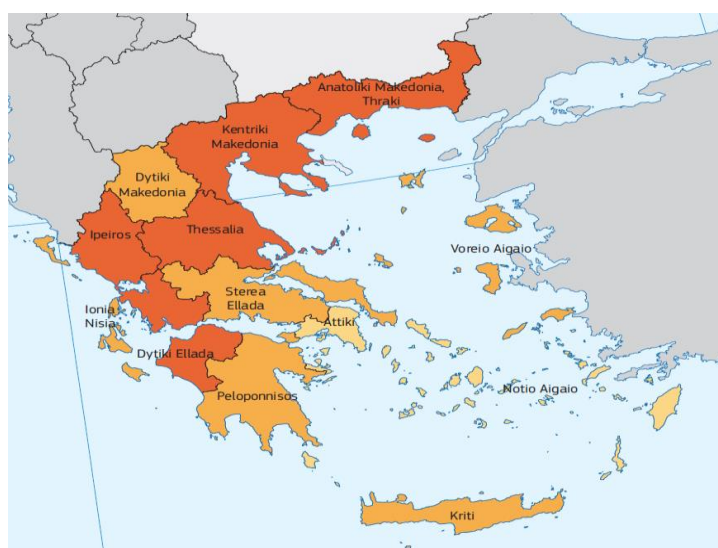 Anatoliki Makedonia,
Thraki
Kentriki
Makedonia
Dytiki
Makedonia
Ipeiros
Thessalia
Voreio Aigaio
Sterea
Ellada
Ionia
Nisia
Attiki
Dytiki Ellada
Notio Aigaio
Peloponnisos
Kriti